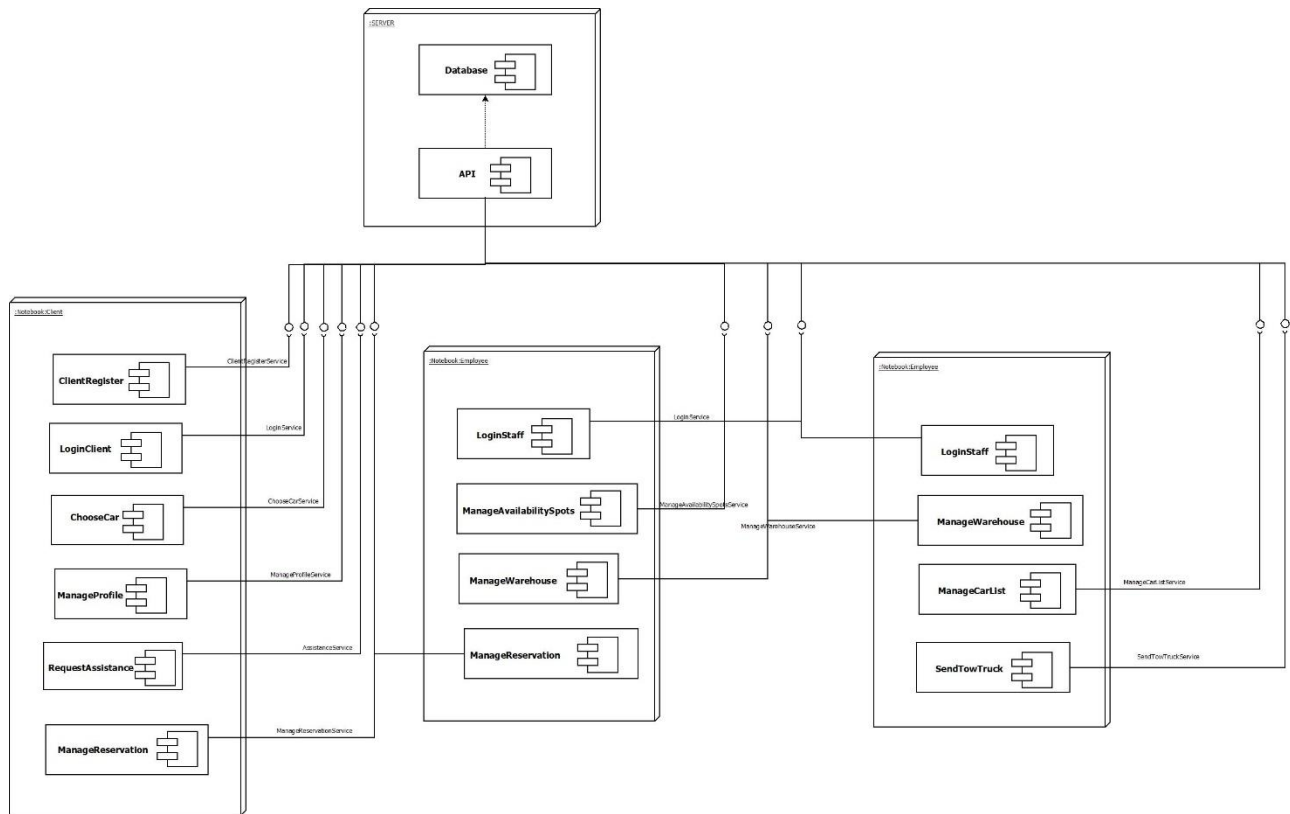 :SERVER
Database
API
:Notebook:Client
ClientRegister
ClientRegisterService
LoginClient
LoginService
ChooseCar
ChooseCarService
ManageProfile
ManageProfileService
RequestAssistance
AssistanceService
ManageReservation
ManageReservationService
:Notebook:Employee
LoginStaff
LoginService
ManageAvailabilitySpots
ManageAvailabilitySpotsService
ManageWarehouse
ManageWarehouseService
ManageReservation
:Notebook:Employee
LoginStaff
ManageWarehouse
ManageCarList
ManageCarListService
SendTowTruck
SendTowTruckService